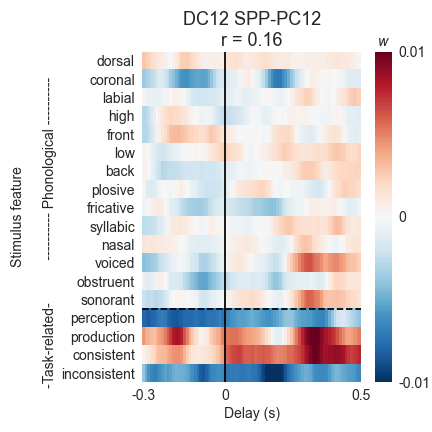 DC12 SPP-PC12
r = 0.16
w
dorsal
coronal
labial
high
front
low
back
plosive
fricative
syllabic
nasal
voiced
obstruent
sonorant
perception
production
consistent
inconsistent
Stimulus feature
-Task-related- ----------- Phonological ----------
0.01
0
-0.01
-0.3 0 0.5
Delay (s)